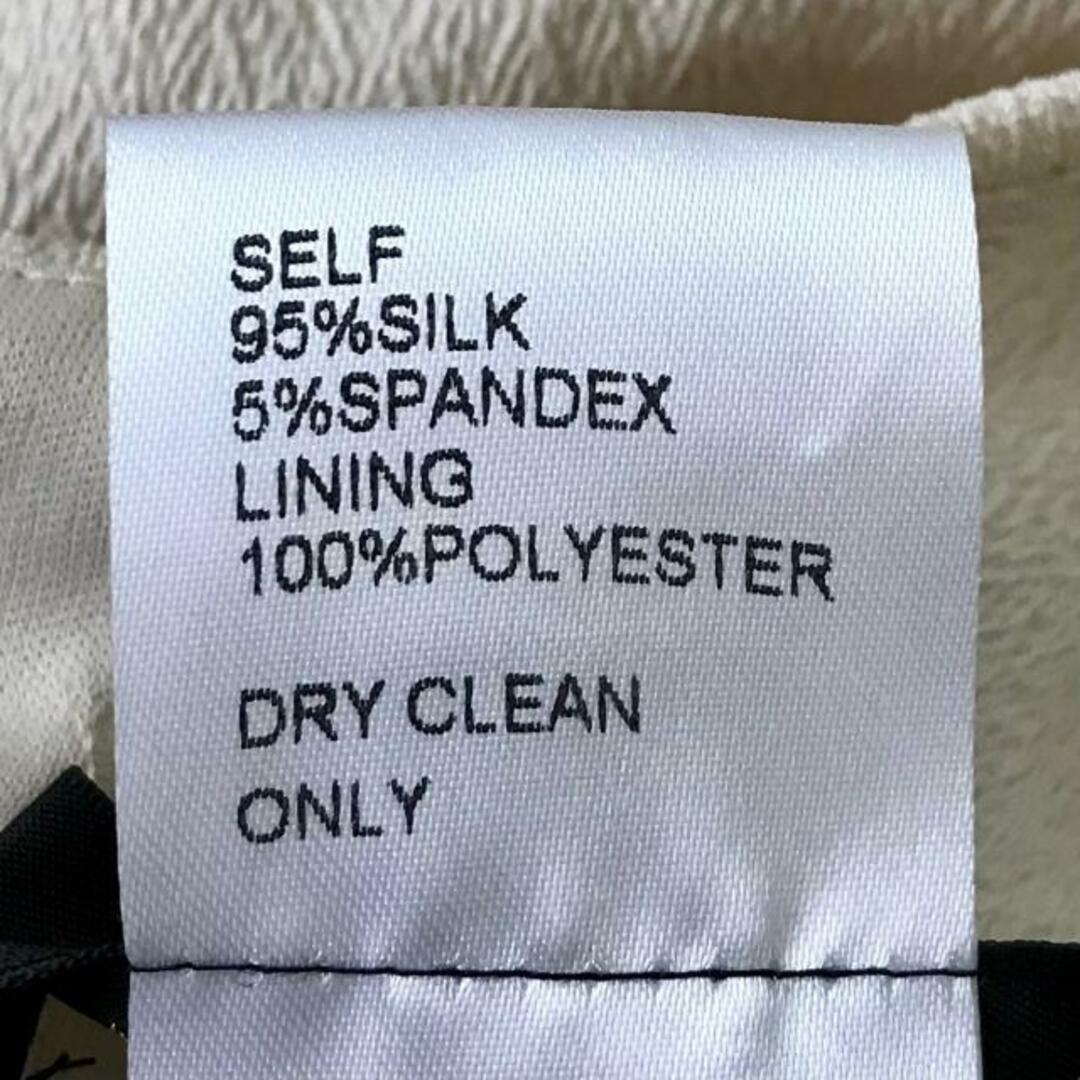 SELF
95%SILK
5%SPANDEX
LINING
100%POLYESTER
DRY CLEAN
ONLY